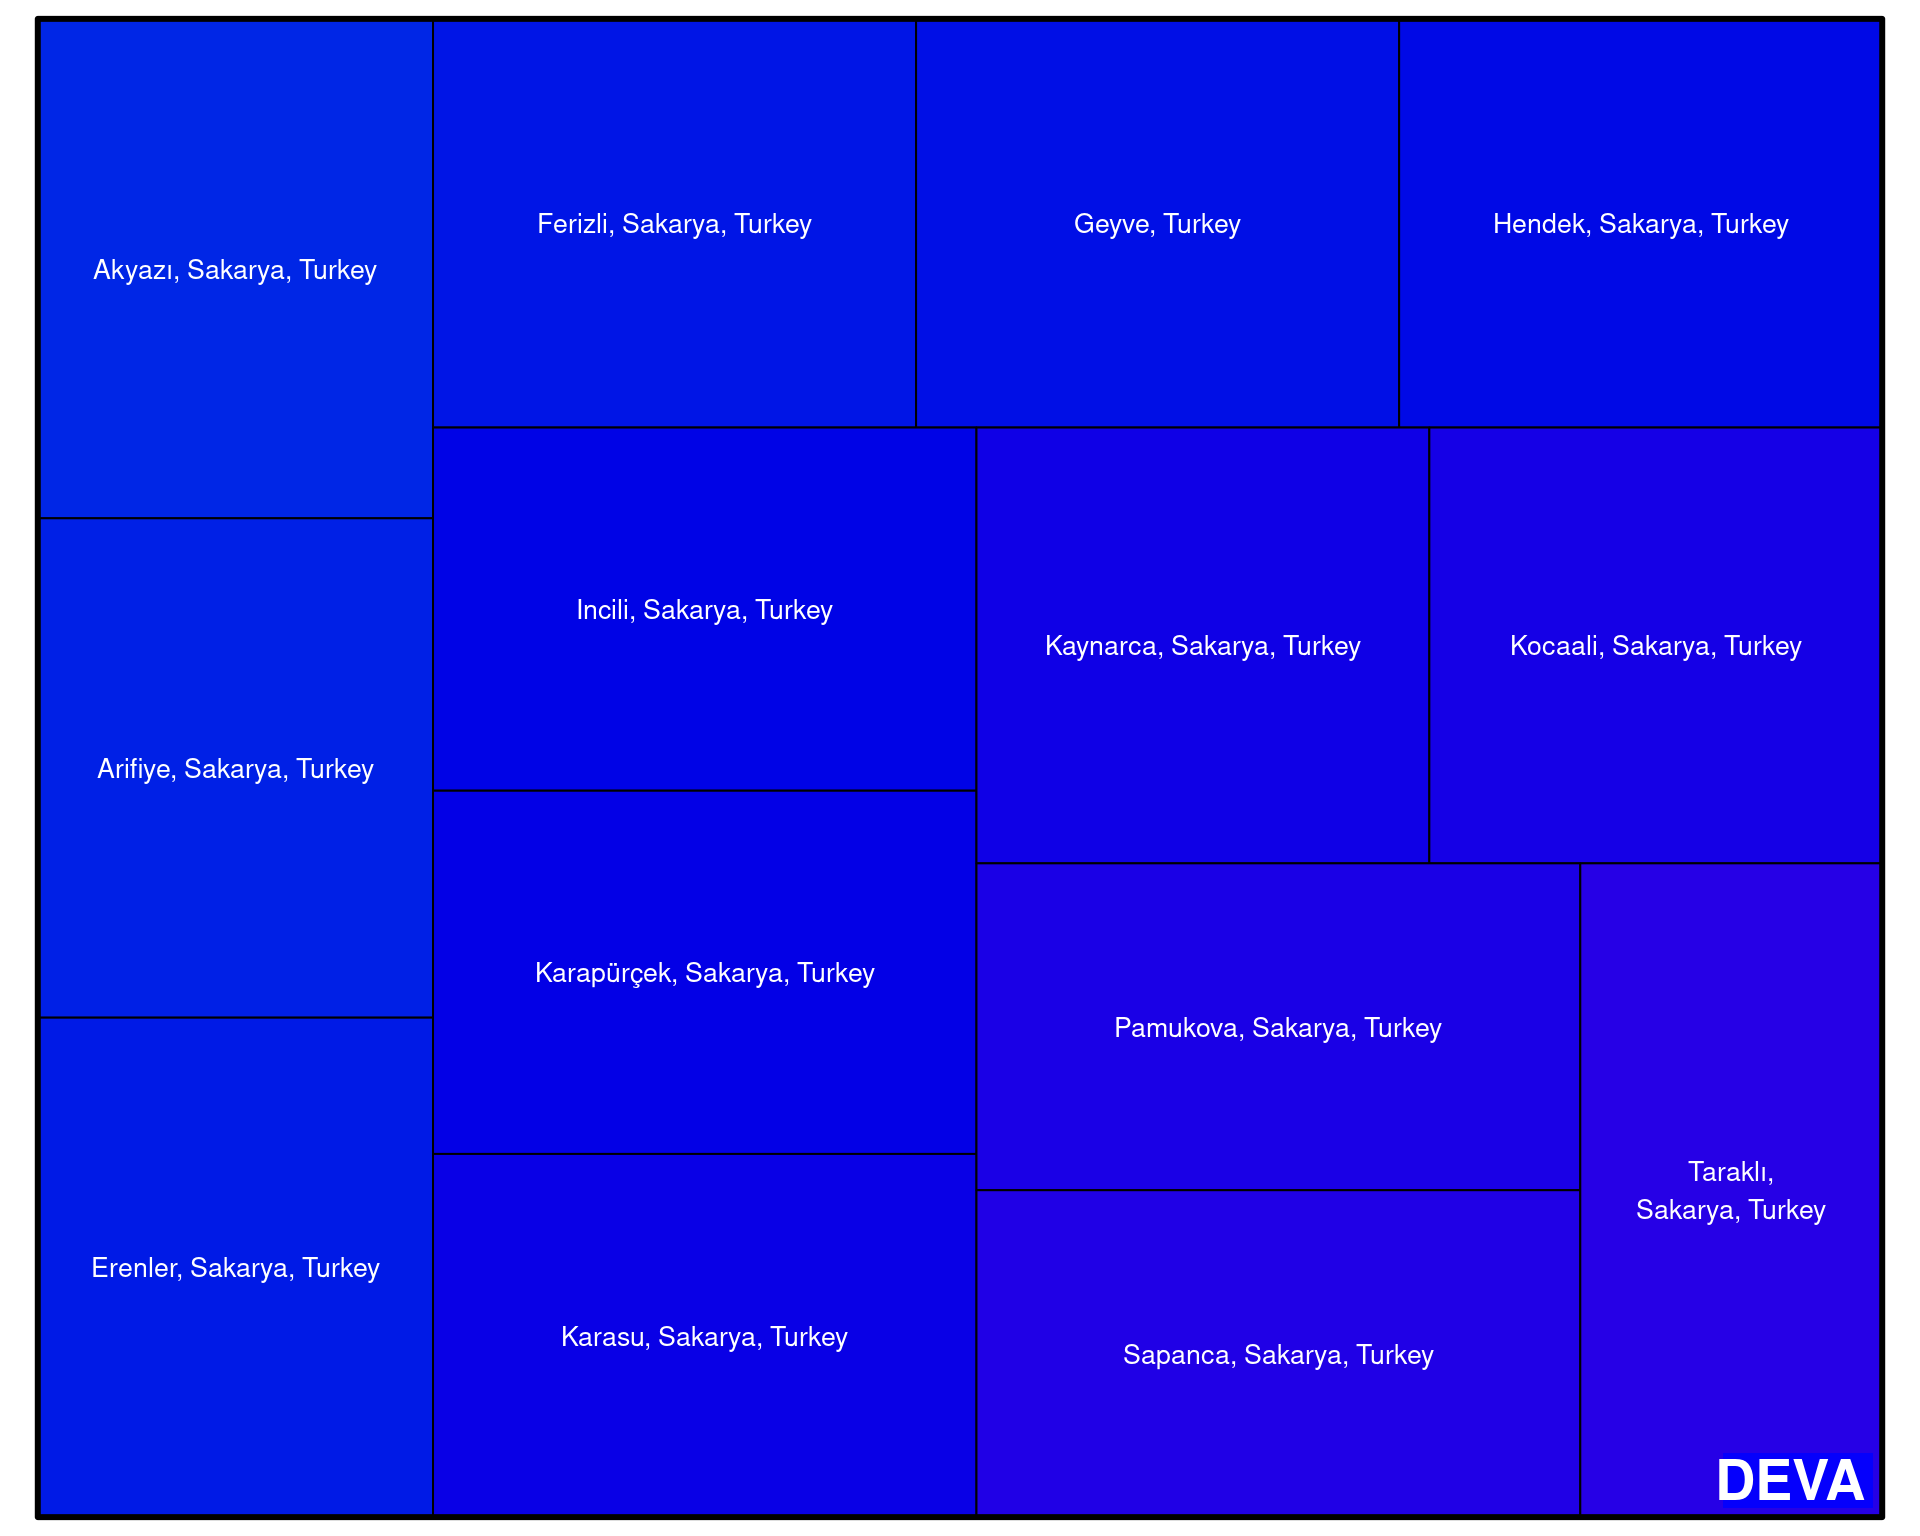 Akyazı, Sakarya, Turkey
Ferizli, Sakarya, Turkey
Geyve, Turkey
Hendek, Sakarya, Turkey
Arifiye, Sakarya, Turkey
Incili, Sakarya, Turkey
Kaynarca, Sakarya, Turkey
Kocaali, Sakarya, Turkey
Karapürçek, Sakarya, Turkey
Pamukova, Sakarya, Turkey
Taraklı,
Sakarya, Turkey
Erenler, Sakarya, Turkey
Karasu, Sakarya, Turkey
Sapanca, Sakarya, Turkey
DEVA